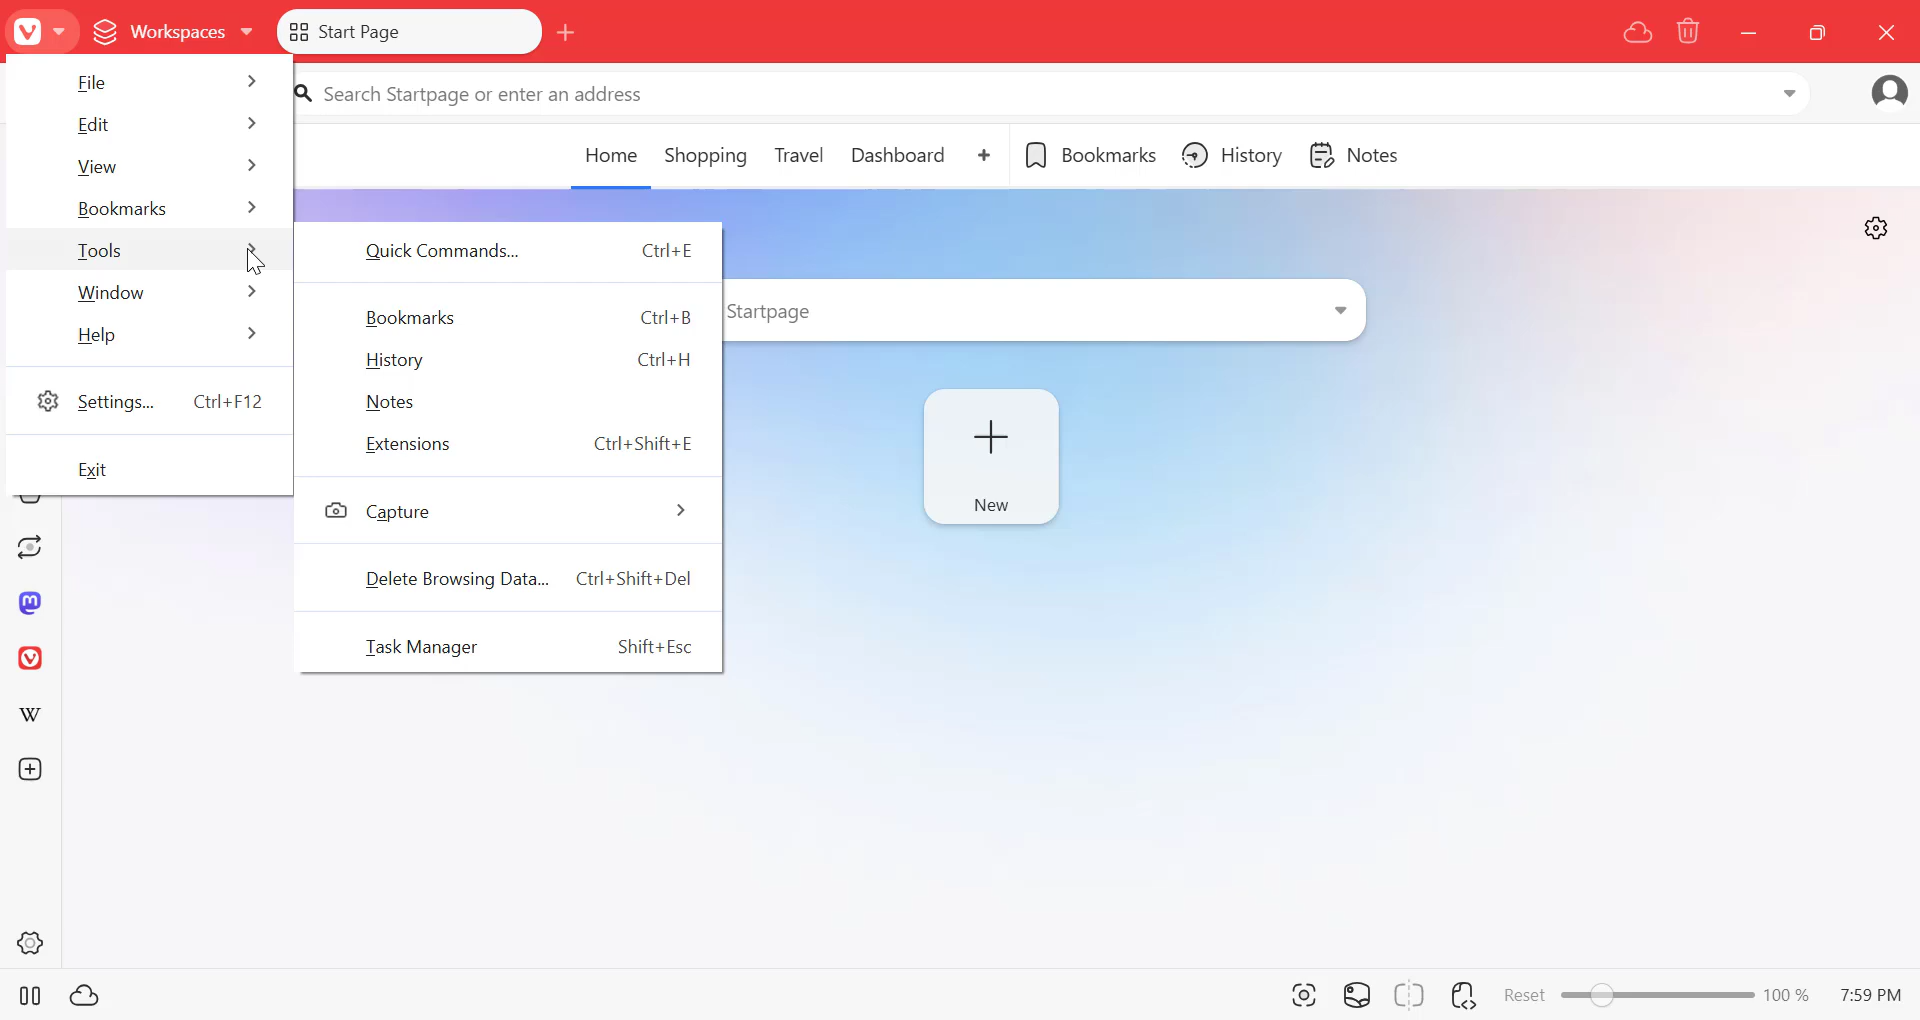 Workspaces
Start Page
Search Startpage or enter an address
File
Edit
View
Bookmarks
Tools
Window
Help
Settings... Ctrl+F12
Exit
Quick Commands... Ctrl+E
Bookmarks Ctrl+B
History Ctrl+H
Notes
Extensions Ctrl+Shift+E
Capture
Delete Browsing Data... Ctrl+Shift+Del
Task Manager Shift+Esc
Home Shopping Travel Dashboard Bookmarks History Notes
Startpage
New
W
Reset 100 % 7:59 PM